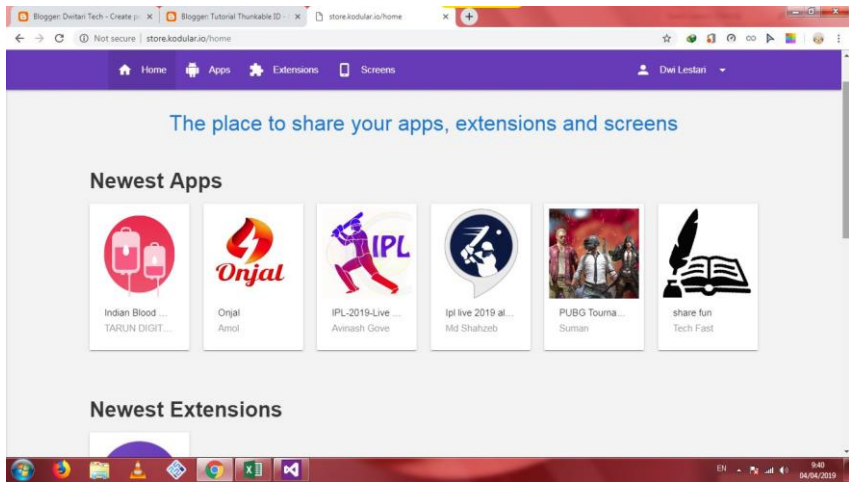 Blogger: Dwitari Tech - Create p
Blogger: Tutorial Thunkable.ID -
store.kodular.io/home
Not secure | store.kodular.io/home
Home Apps Extensions Screens Dwi Lestari
The place to share your apps, extensions and screens
Newest Apps
Onjal
IPL
Indian Blood ... Onjal IPL-2019-Live ... Ipl live 2019 al... PUBG Tourna... share fun
TARUN DIGIT... Amol Avinash Gove Md Shahzeb Suman Tech Fast
Newest Extensions
EN 9:40
04/04/2019